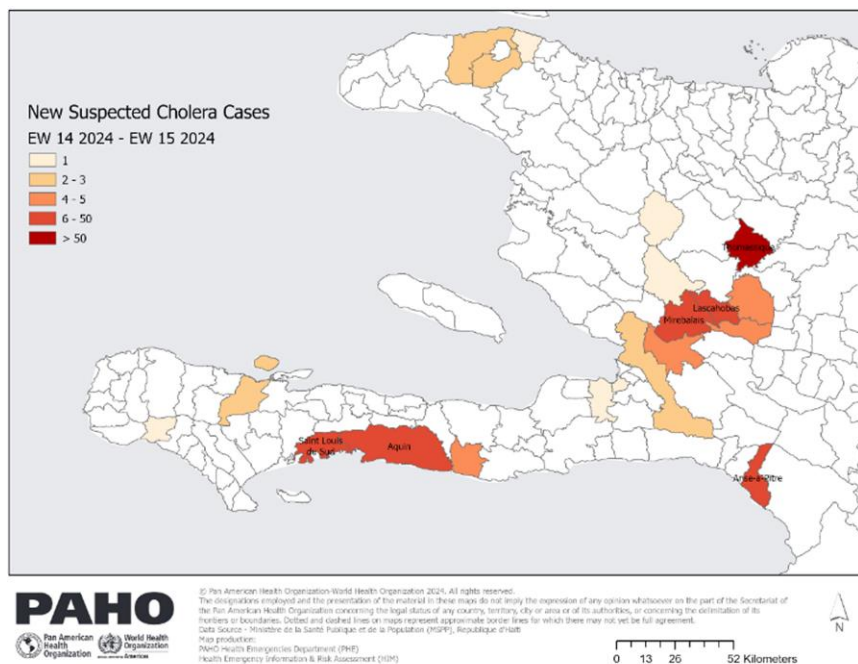 New Suspected Cholera Cases
EW 14 2024 - EW 15 2024
1
2 - 3
4 - 5
6 - 50
> 50
Thomassique
Lascahobas
Mirebalais
Saint Louis
de Sud
Aquin
Anse-à-Pitre
PAHO
Pan American
Health
Organization
World Health
Organization
Americas
© Pan American Health Organization-World Health Organization 2024. All rights reserved.
The designations employed and the presentation of the material in these maps do not imply the expression of any opinion whatsoever on the part of the Secretariat of
the Pan American Health Organization concerning the legal status of any country, territory, city or area or of its authorities, or concerning the delimitation of its
frontiers or boundaries. Dotted and dashed lines on maps represent approximate border lines for which there may not yet be full agreement.
Data Source - Ministère de la Santé Publique et de la Population (MSPP), Republique d'Haiti
Map production:
PAHO Health Emergencies Department (PHE)
Health Emergency Information & Risk Assessment (HIM)
N
0 13 26 52 Kilometers